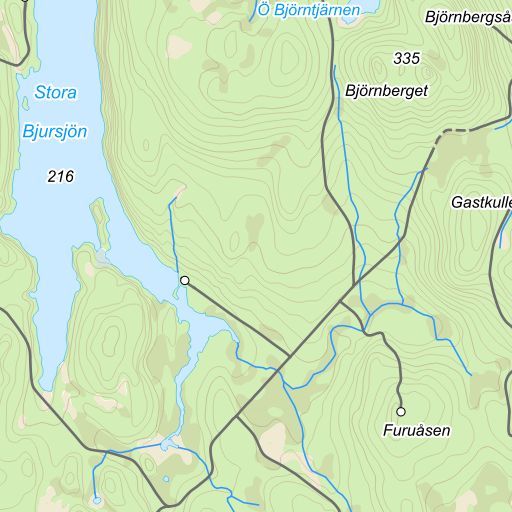 Ö Björntjärnen
Björnbergså
335
Björnberget
Stora
Bjursjön
216
Gastkulle
Furuåsen